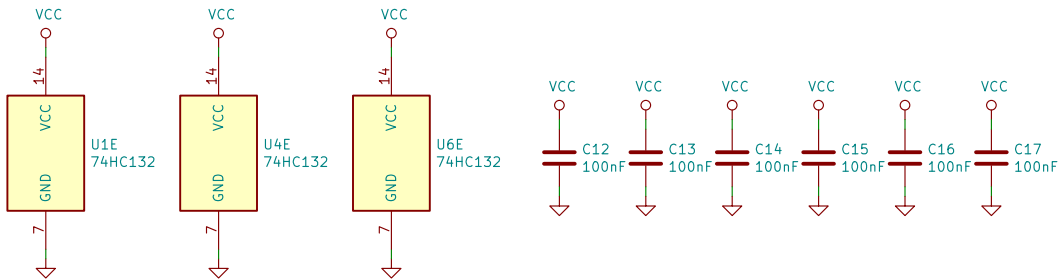 VCC
VCC
VCC
14
14
14
VCC
VCC
VCC
GND
GND
GND
7
7
7
U1E
74HC132
U4E
74HC132
U6E
74HC132
VCC
VCC
VCC
VCC
VCC
VCC
C12
100nF
C13
100nF
C14
100nF
C15
100nF
C16
100nF
C17
100nF